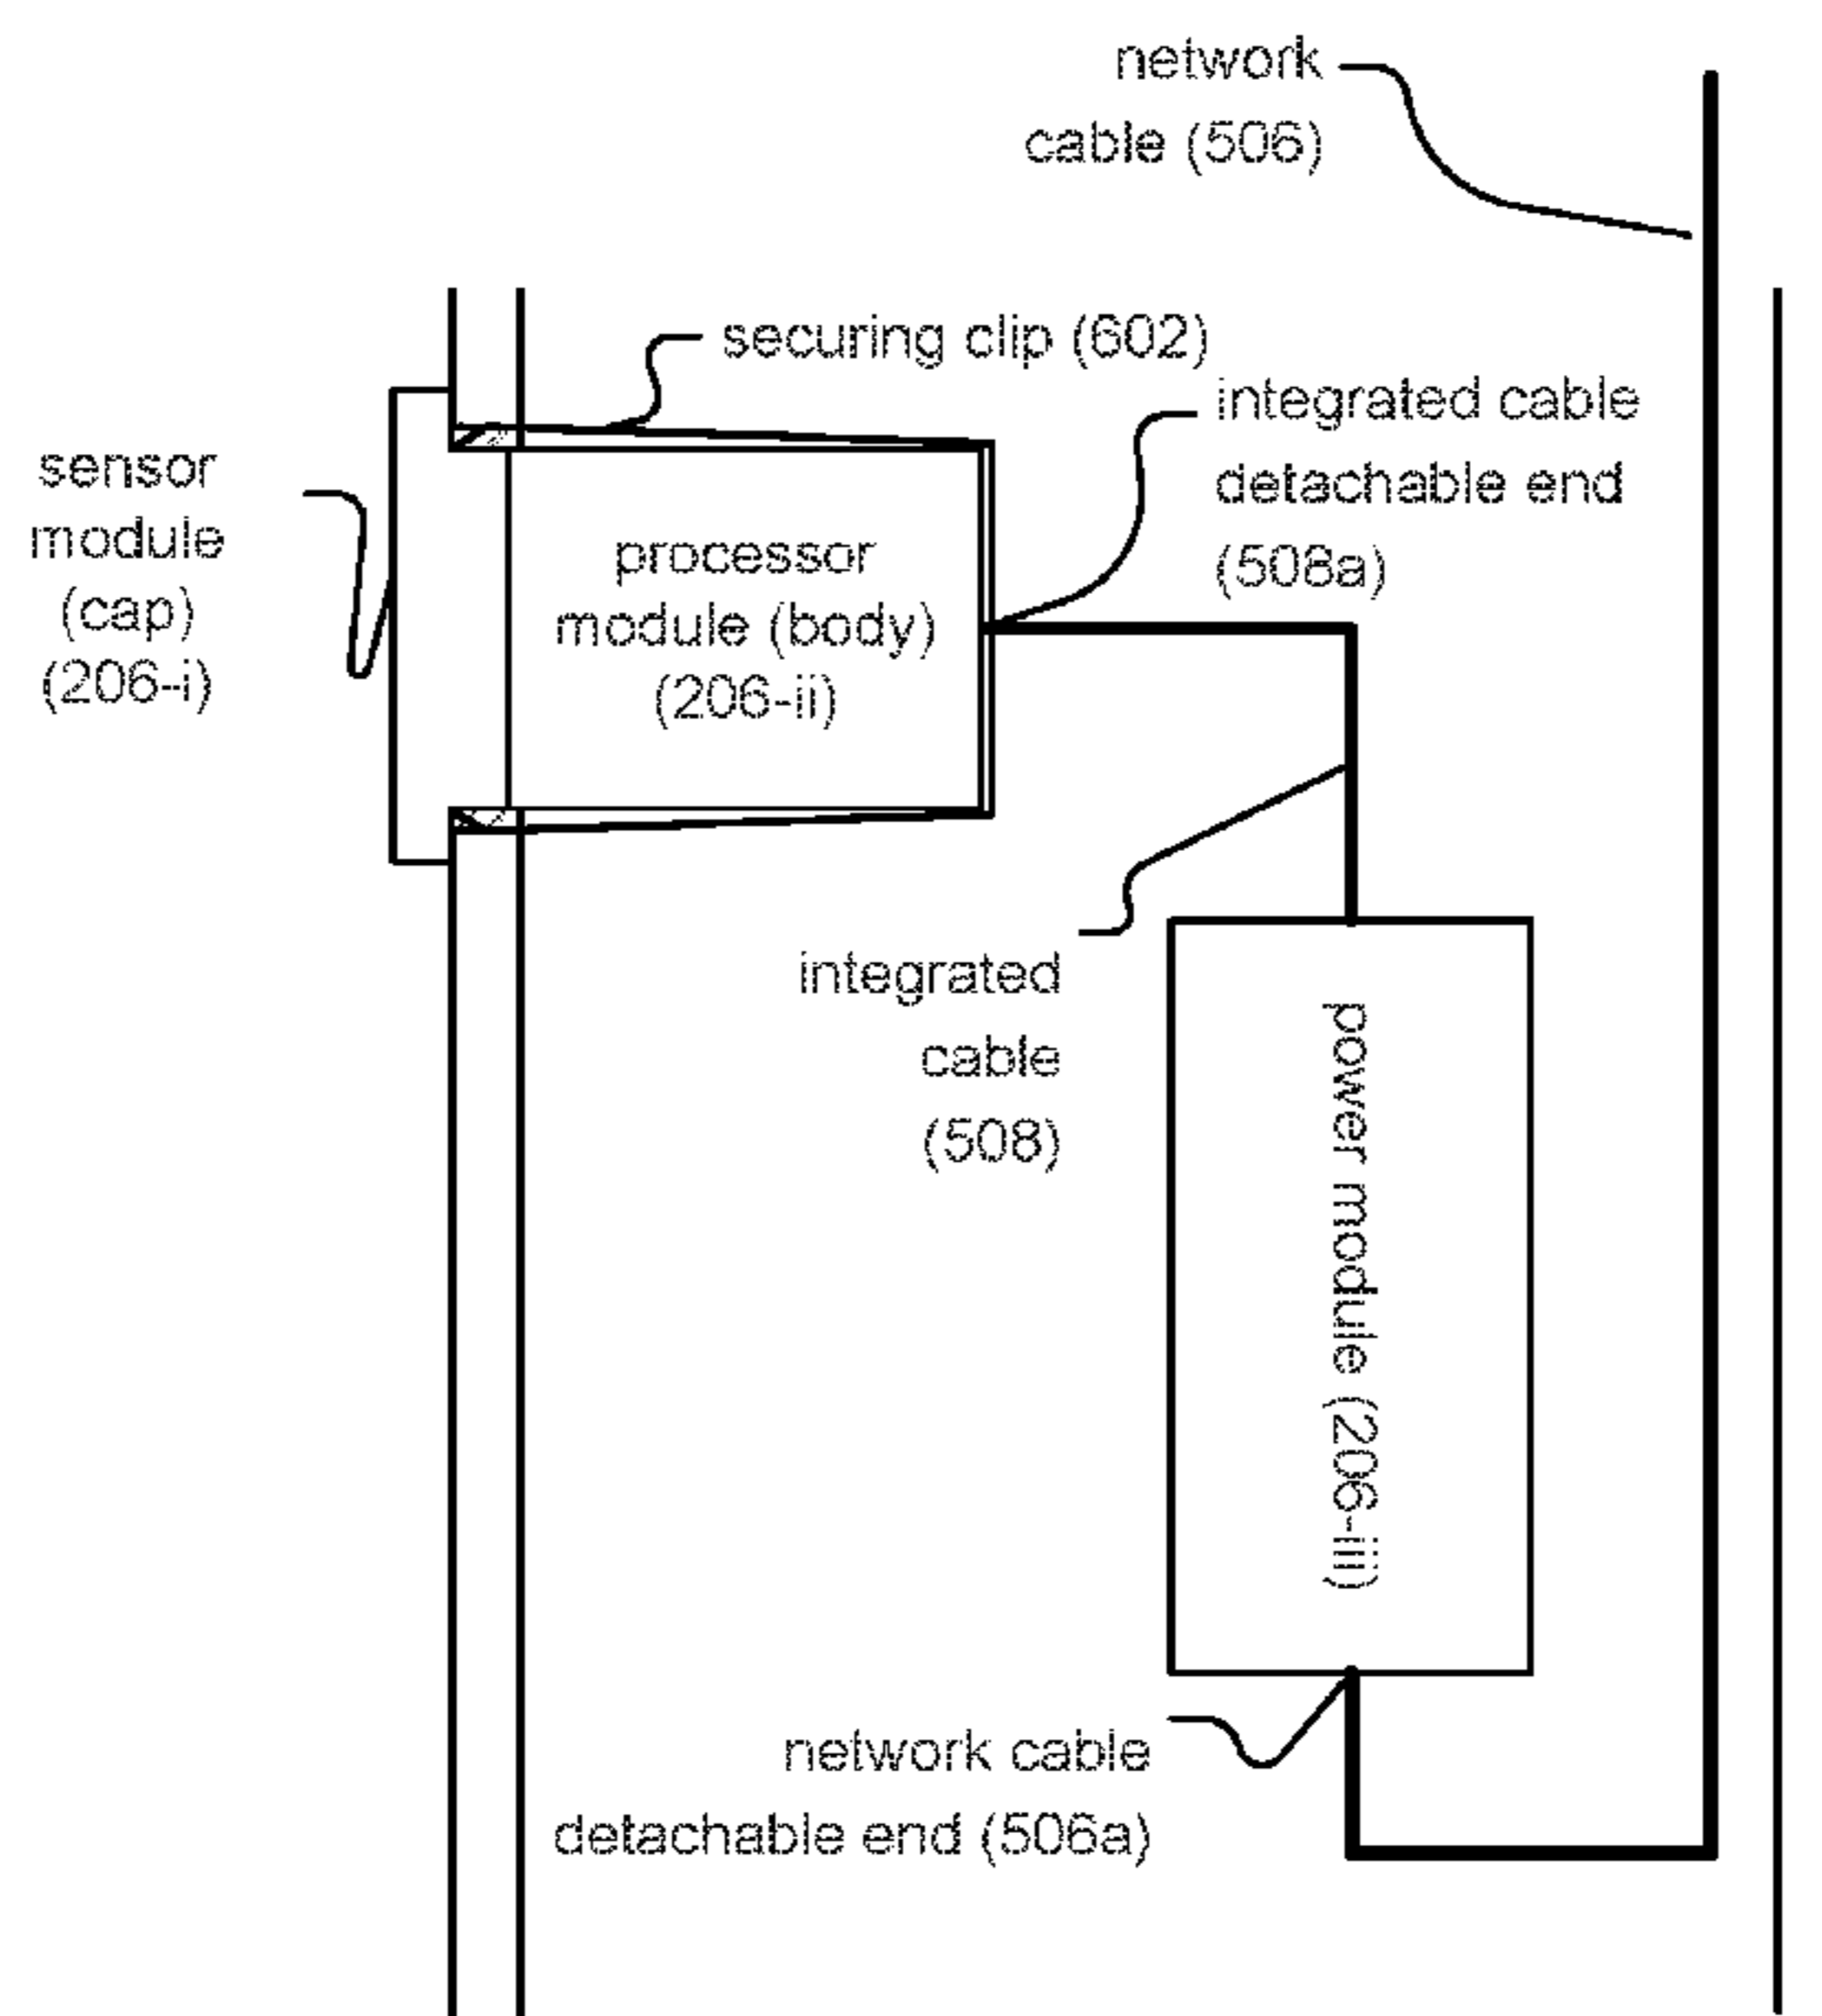 network
cable (506)
securing clip (602)
integrated cable
detachable end
(508a)
sensor
module
(cap)
(206-i)
processor
module (body)
(206-ii)
integrated
cable
(508)
power module (206-iii)
network cable
detachable end (506a)